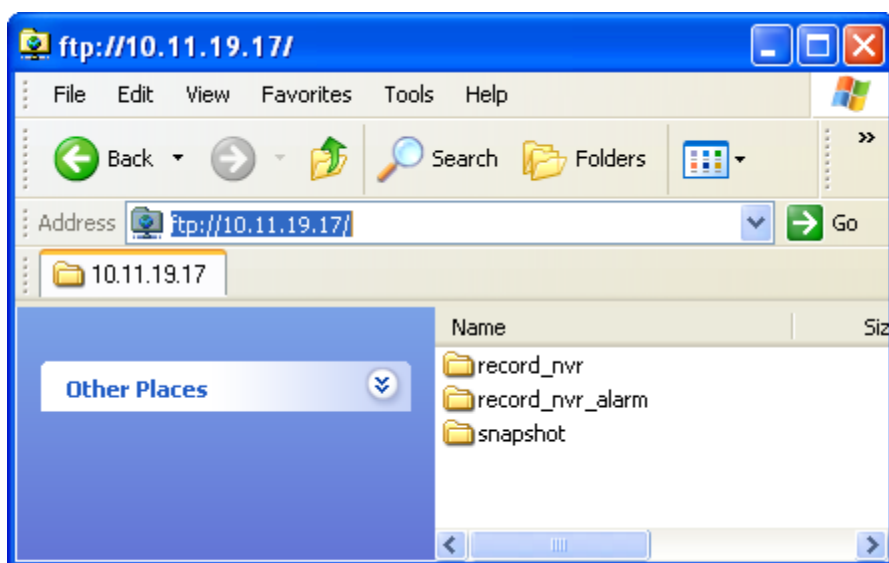 ftp://10.11.19.17/
File Edit View Favorites Tools Help
Back Search Folders »
Address ftp://10.11.19.17/ Go
10.11.19.17
Name Siz
Other Places
record_nvr
record_nvr_alarm
snapshot